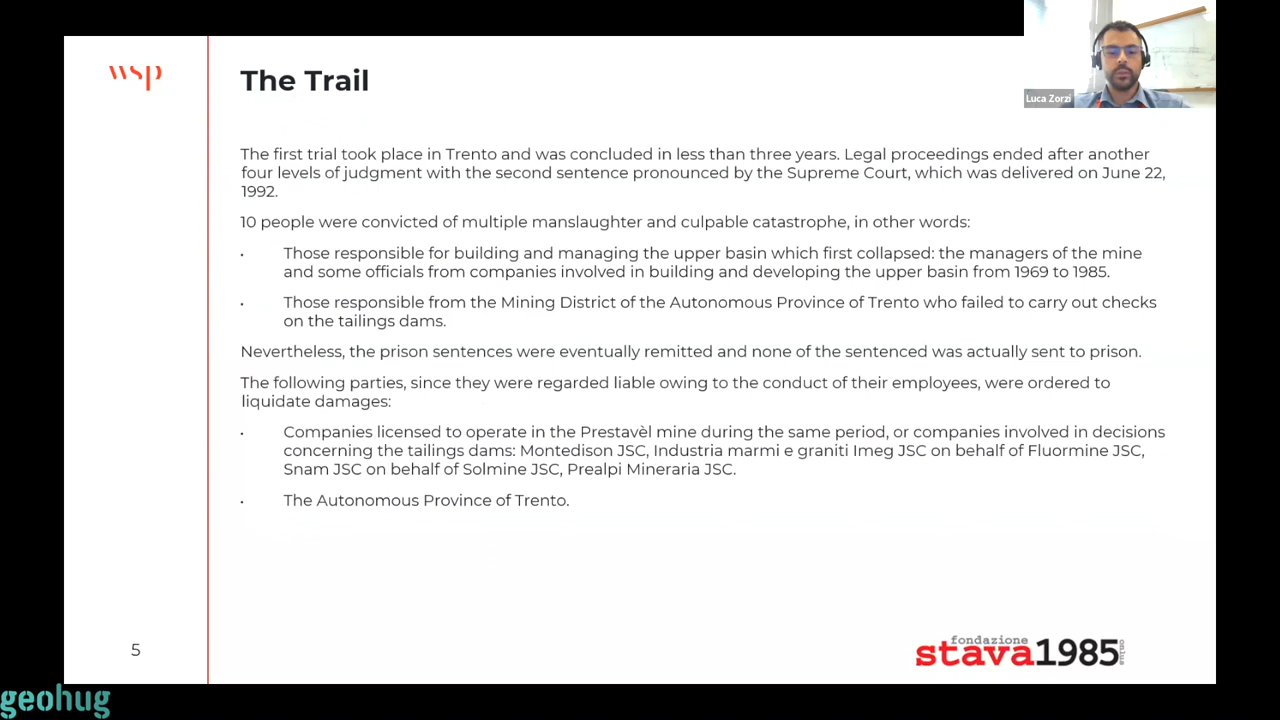 wsp
The Trail
Luca Zorzi
The first trial took place in Trento and was concluded in less than three years. Legal proceedings ended after another
four levels of judgment with the second sentence pronounced by the Supreme Court, which was delivered on June 22,
1992.
10 people were convicted of multiple manslaughter and culpable catastrophe, in other words:
· Those responsible for building and managing the upper basin which first collapsed: the managers of the mine
and some officials from companies involved in building and developing the upper basin from 1969 to 1985.
· Those responsible from the Mining District of the Autonomous Province of Trento who failed to carry out checks
on the tailings dams.
Nevertheless, the prison sentences were eventually remitted and none of the sentenced was actually sent to prison.
The following parties, since they were regarded liable owing to the conduct of their employees, were ordered to
liquidate damages:
· Companies licensed to operate in the Prestavèl mine during the same period, or companies involved in decisions
concerning the tailings dams: Montedison JSC, Industria marmi e graniti Imeg JSC on behalf of Fluormine JSC,
Snam JSC on behalf of Solmine JSC, Prealpi Mineraria JSC.
· The Autonomous Province of Trento.
5
fondazione
stava1985
onlus
geohug